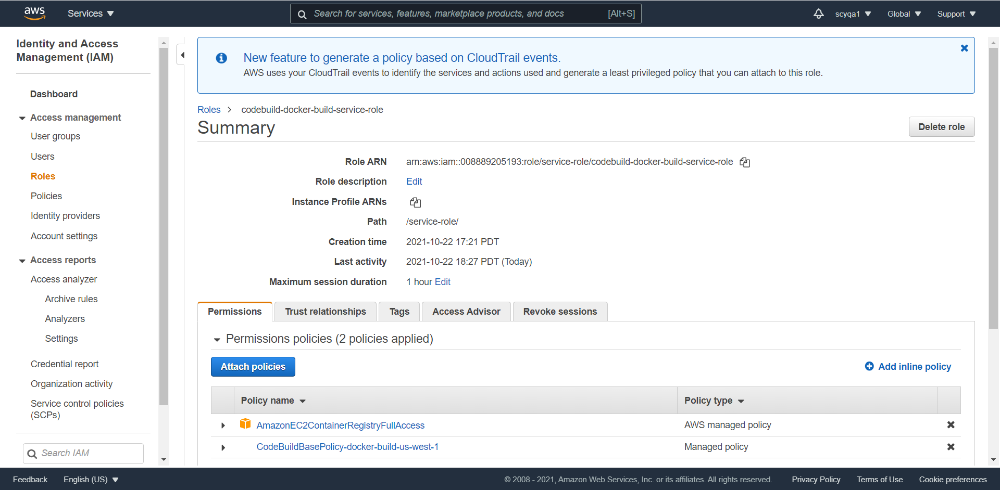 aws
Services
Search for services, features, marketplace products, and docs [Alt+S]
scyqa1
Global
Support
Identity and Access
Management (IAM)
Dashboard
Access management
User groups
Users
Roles
Policies
Identity providers
Account settings
Access reports
Access analyzer
Archive rules
Analyzers
Settings
Credential report
Organization activity
Service control policies
(SCPs)
Search IAM
New feature to generate a policy based on CloudTrail events.
AWS uses your CloudTrail events to identify the services and actions used and generate a least privileged policy that you can attach to this role.
Roles > codebuild-docker-build-service-role
Summary
Delete role
Role ARN arn:aws:iam::008889205193:role/service-role/codebuild-docker-build-service-role
Role description Edit
Instance Profile ARNs
Path /service-role/
Creation time 2021-10-22 17:21 PDT
Last activity 2021-10-22 18:27 PDT (Today)
Maximum session duration 1 hour Edit
Permissions Trust relationships Tags Access Advisor Revoke sessions
Permissions policies (2 policies applied)
Attach policies
Add inline policy
Policy name Policy type
AmazonEC2ContainerRegistryFullAccess AWS managed policy
CodeBuildBasePolicy-docker-build-us-west-1 Managed policy
Feedback English (US) © 2008 - 2021, Amazon Web Services, Inc. or its affiliates. All rights reserved. Privacy Policy Terms of Use Cookie preferences